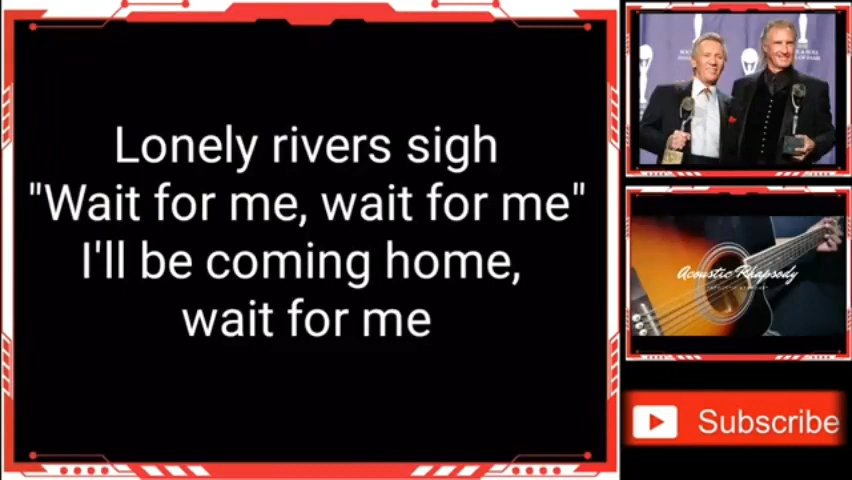 Lonely rivers sigh
"Wait for me, wait for me"
I'll be coming home,
wait for me
Acoustic Rhapsody
Subscribe